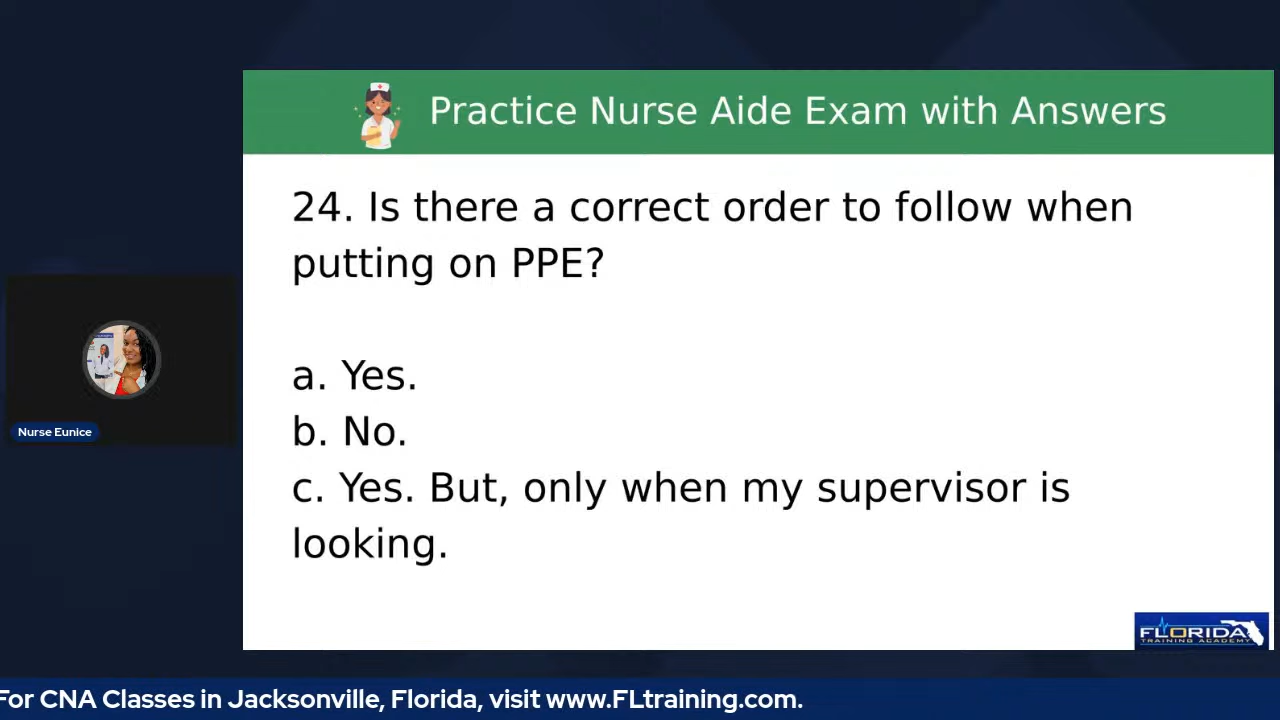 Practice Nurse Aide Exam with Answers
24. Is there a correct order to follow when
putting on PPE?
a. Yes.
b. No.
c. Yes. But, only when my supervisor is
looking.
Nurse Eunice
FLORIDA
TRAINING ACADEMY
For CNA Classes in Jacksonville, Florida, visit www.FLtraining.com.